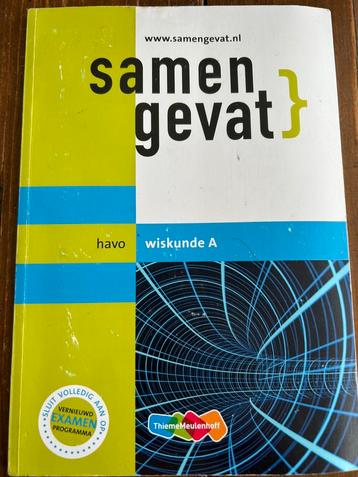 www.samengevat.nl
samen
gevat}
havo wiskunde A
SLUIT VOLLEDIG AAN OP
VERNIEUWD
EXAMEN
PROGRAMMA
ThiemeMeulenhoff